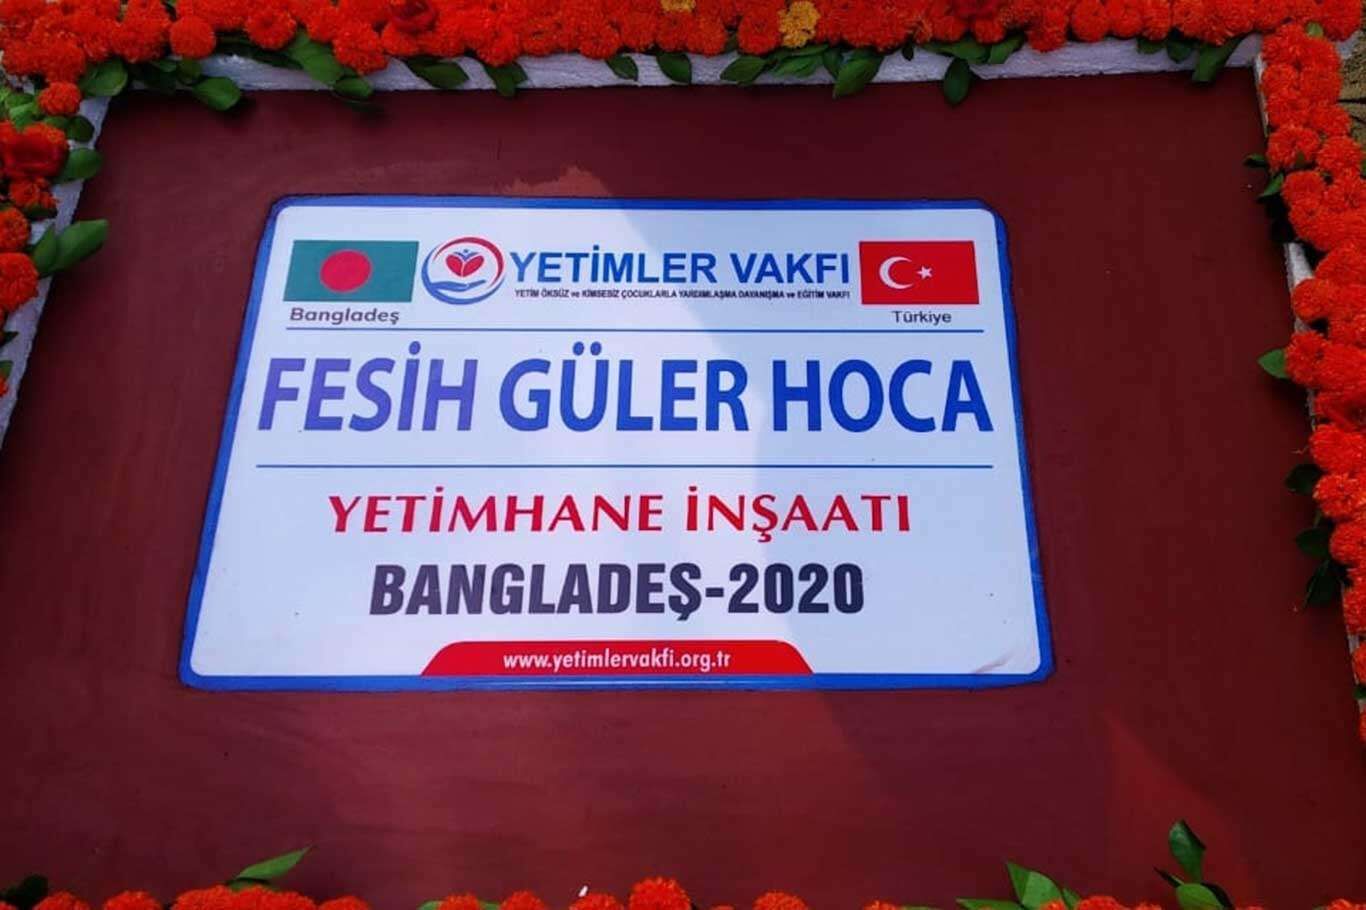 YETİMLER VAKFI
YETİM ÖKSÜZ ve KİMSESİZ ÇOCUKLARLA YARDIMLAŞMA DAYANIŞMA ve EĞİTİM VAKFI
Bangladeş
Türkiye
FESİH GÜLER HOCA
YETİMHANE İNŞAATI
BANGLADEŞ-2020
www.yetimlervakfi.org.tr